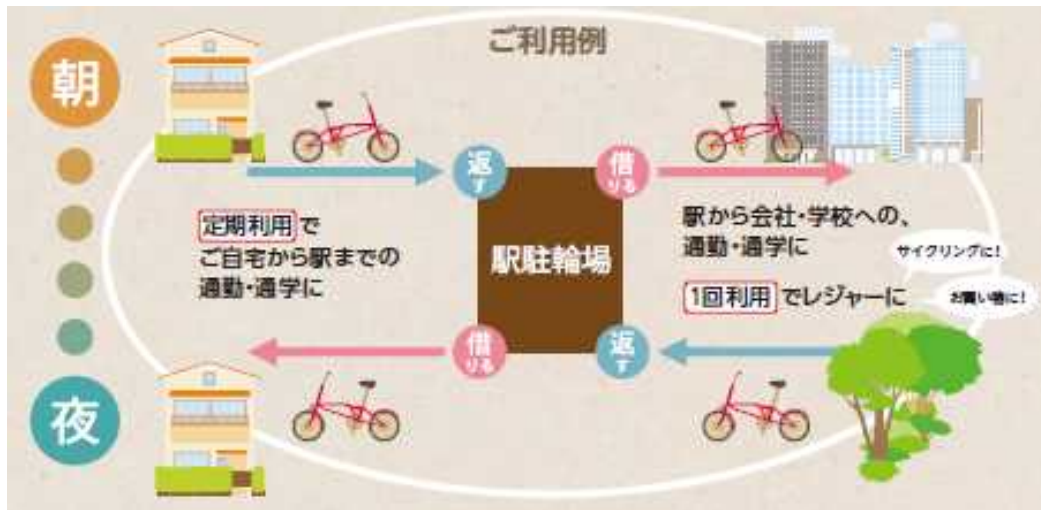 ご利用例
朝
返す
借りる
駅駐輪場
定期利用で
ご自宅から駅までの
通勤・通学に
駅から会社・学校への、
通勤・通学に
サイクリングに!
1回利用でレジャーに
お買い物に!
借りる
返す
夜